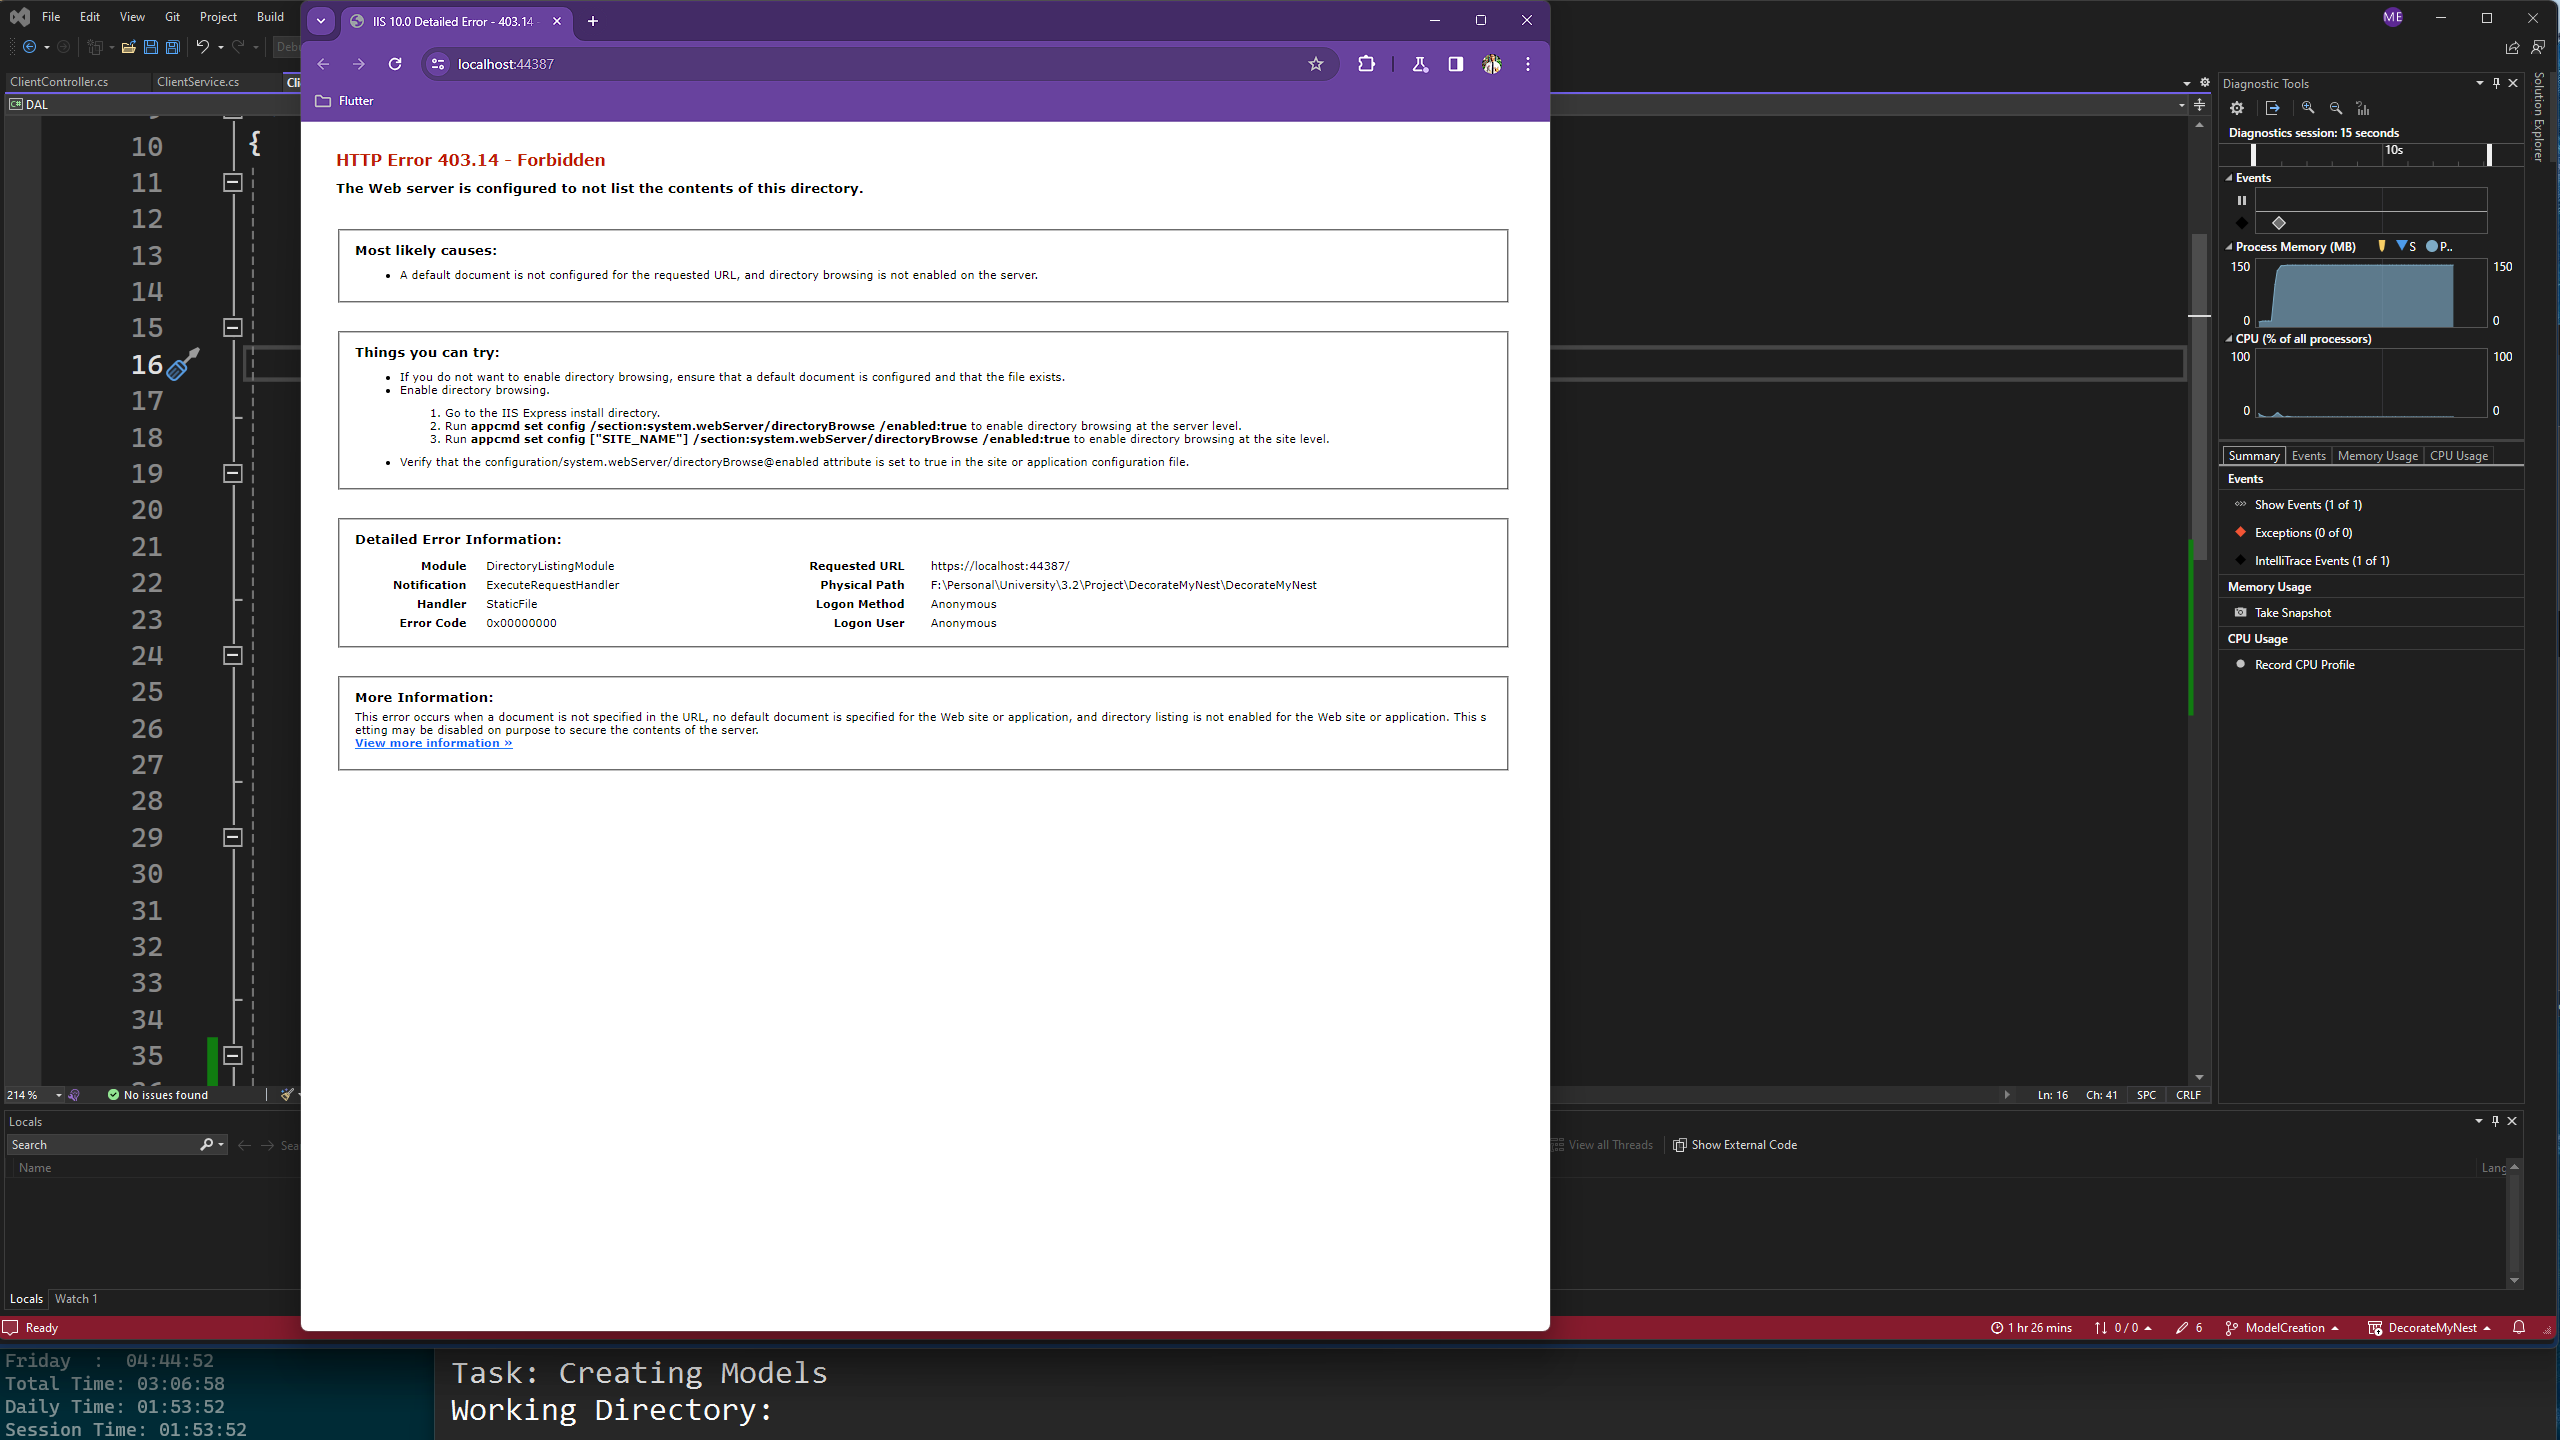 File Edit View Git Project Build
IIS 10.0 Detailed Error - 403.14 -
ME
localhost:44387
Flutter
ClientController.cs
ClientService.cs
DAL
HTTP Error 403.14 - Forbidden
The Web server is configured to not list the contents of this directory.
Most likely causes:
• A default document is not configured for the requested URL, and directory browsing is not enabled on the server.
Things you can try:
• If you do not want to enable directory browsing, ensure that a default document is configured and that the file exists.
• Enable directory browsing.
1. Go to the IIS Express install directory.
2. Run appcmd set config /section:system.webServer/directoryBrowse /enabled:true to enable directory browsing at the server level.
3. Run appcmd set config ["SITE_NAME"] /section:system.webServer/directoryBrowse /enabled:true to enable directory browsing at the site level.
• Verify that the configuration/system.webServer/directoryBrowse@enabled attribute is set to true in the site or application configuration file.
Detailed Error Information:
Module DirectoryListingModule
Notification ExecuteRequestHandler
Handler StaticFile
Error Code 0x00000000
Requested URL https://localhost:44387/
Physical Path F:\Personal\University\3.2\Project\DecorateMyNest\DecorateMyNest
Logon Method Anonymous
Logon User Anonymous
More Information:
This error occurs when a document is not specified in the URL, no default document is specified for the Web site or application, and directory listing is not enabled for the Web site or application. This s
etting may be disabled on purpose to secure the contents of the server.
View more information »
10 {
11
12
13
14
15
16
17
18
19
20
21
22
23
24
25
26
27
28
29
30
31
32
33
34
35
Diagnostic Tools
Diagnostics session: 15 seconds
10s
Events
Process Memory (MB) S P..
150 150
0 0
CPU (% of all processors)
100 100
0 0
Summary Events Memory Usage CPU Usage
Events
Show Events (1 of 1)
Exceptions (0 of 0)
IntelliTrace Events (1 of 1)
Memory Usage
Take Snapshot
CPU Usage
Record CPU Profile
Solution Explorer
214 % No issues found
Ln: 16 Ch: 41 SPC CRLF
Locals
Search
Name
View all Threads Show External Code
Lang
Locals Watch 1
Ready
1 hr 26 mins 0 / 0 6 ModelCreation DecorateMyNest
Friday : 04:44:52
Total Time: 03:06:58
Daily Time: 01:53:52
Session Time: 01:53:52
Task: Creating Models
Working Directory: